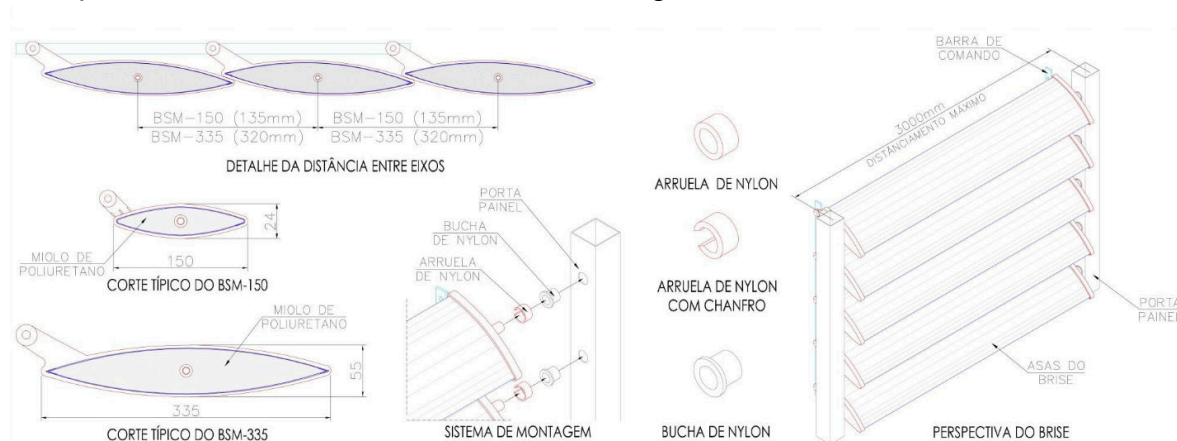 BSM-150 (135mm)
BSM-335 (320mm)
BSM-150 (135mm)
BSM-335 (320mm)
DETALHE DA DISTÂNCIA ENTRE EIXOS
MIOLO DE
POLIURETANO
24
150
CORTE TÍPICO DO BSM-150
MIOLO DE
POLIURETANO
55
335
CORTE TÍPICO DO BSM-335
PORTA
PAINEL
BUCHA
DE NYLON
ARRUELA
DE NYLON
SISTEMA DE MONTAGEM
ARRUELA DE NYLON
ARRUELA DE NYLON
COM CHANFRO
BUCHA DE NYLON
BARRA DE
COMANDO
3000mm
DISTÂNCIAMENTO MÁXIMO
PORTA
PAINEL
ASAS DO
BRISE
PERSPECTIVA DO BRISE